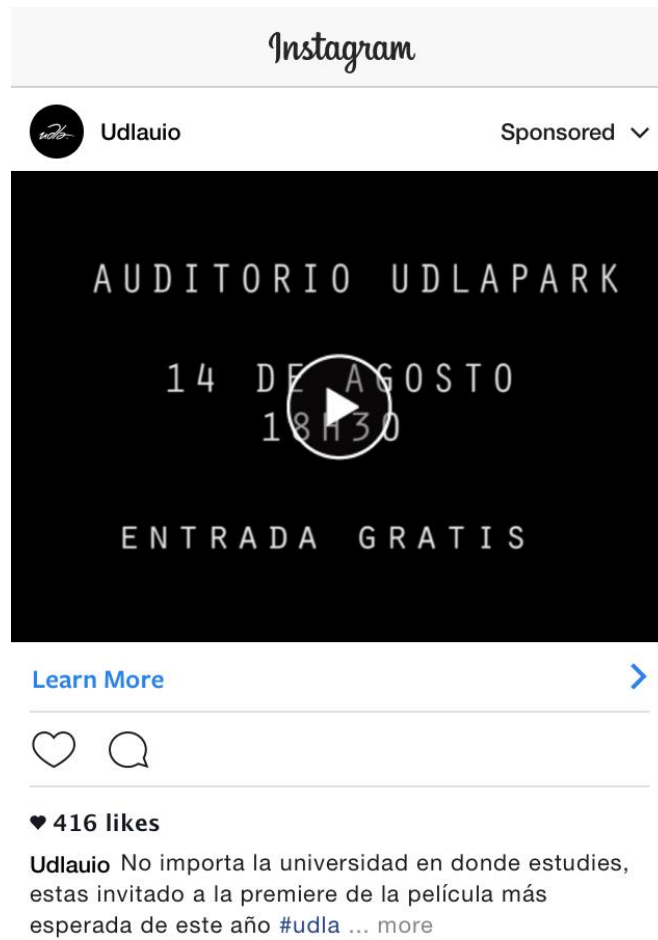 Instagram
udla-
Udlauio
Sponsored
AUDITORIO UDLAPARK
14 DE AGOSTO
18H30
ENTRADA GRATIS
Learn More
416 likes
Udlauio No importa la universidad en donde estudies,
estas invitado a la premiere de la película más
esperada de este año #udla ... more